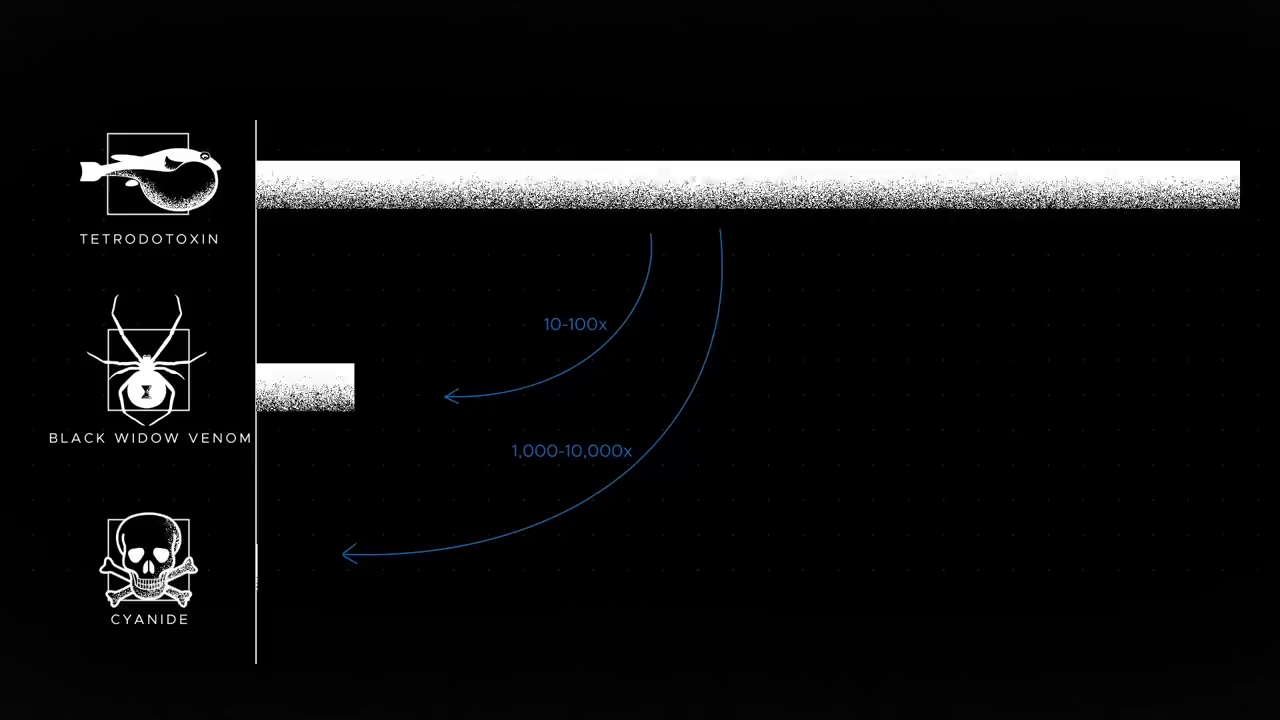 TETRODOTOXIN
10-100x
BLACK WIDOW VENOM
1,000-10,000x
CYANIDE